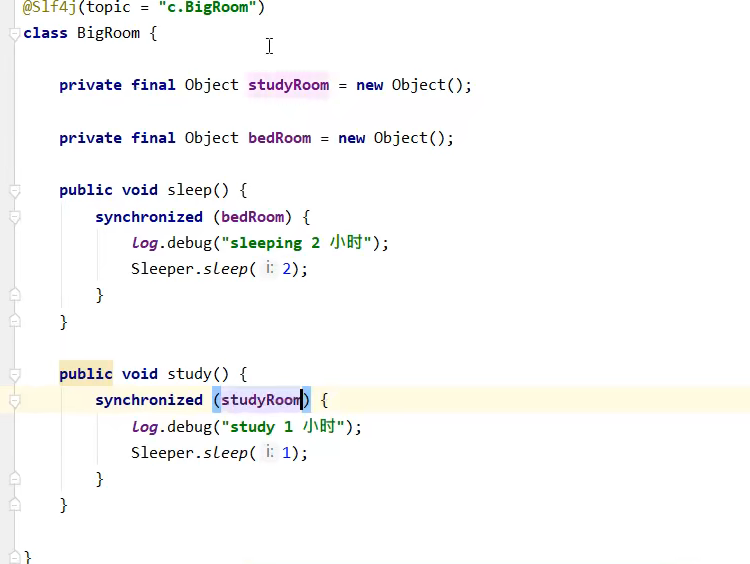 @Slf4j(topic = "c.BigRoom")
class BigRoom {
private final Object studyRoom = new Object();
private final Object bedRoom = new Object();
public void sleep() {
synchronized (bedRoom) {
log.debug("sleeping 2 小时");
Sleeper.sleep( i: 2);
}
}
public void study() {
synchronized (studyRoom) {
log.debug("study 1 小时");
Sleeper.sleep( i: 1);
}
}
}